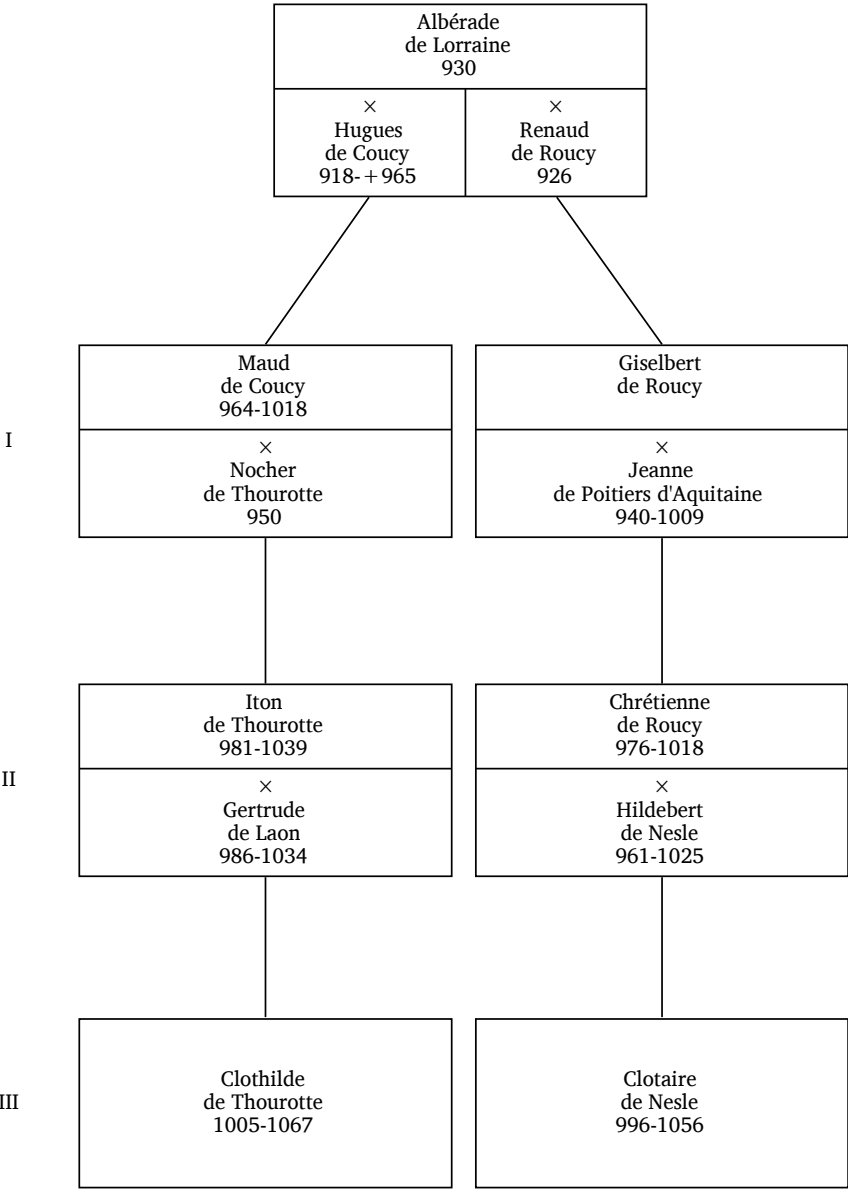 Albérade
de Lorraine
930
×
Hugues
de Coucy
918-+965
×
Renaud
de Roucy
926
Maud
de Coucy
964-1018
Giselbert
de Roucy
I
×
Nocher
de Thourotte
950
×
Jeanne
de Poitiers d'Aquitaine
940-1009
Iton
de Thourotte
981-1039
Chrétienne
de Roucy
976-1018
II
×
Gertrude
de Laon
986-1034
×
Hildebert
de Nesle
961-1025
III
Clothilde
de Thourotte
1005-1067
Clotaire
de Nesle
996-1056